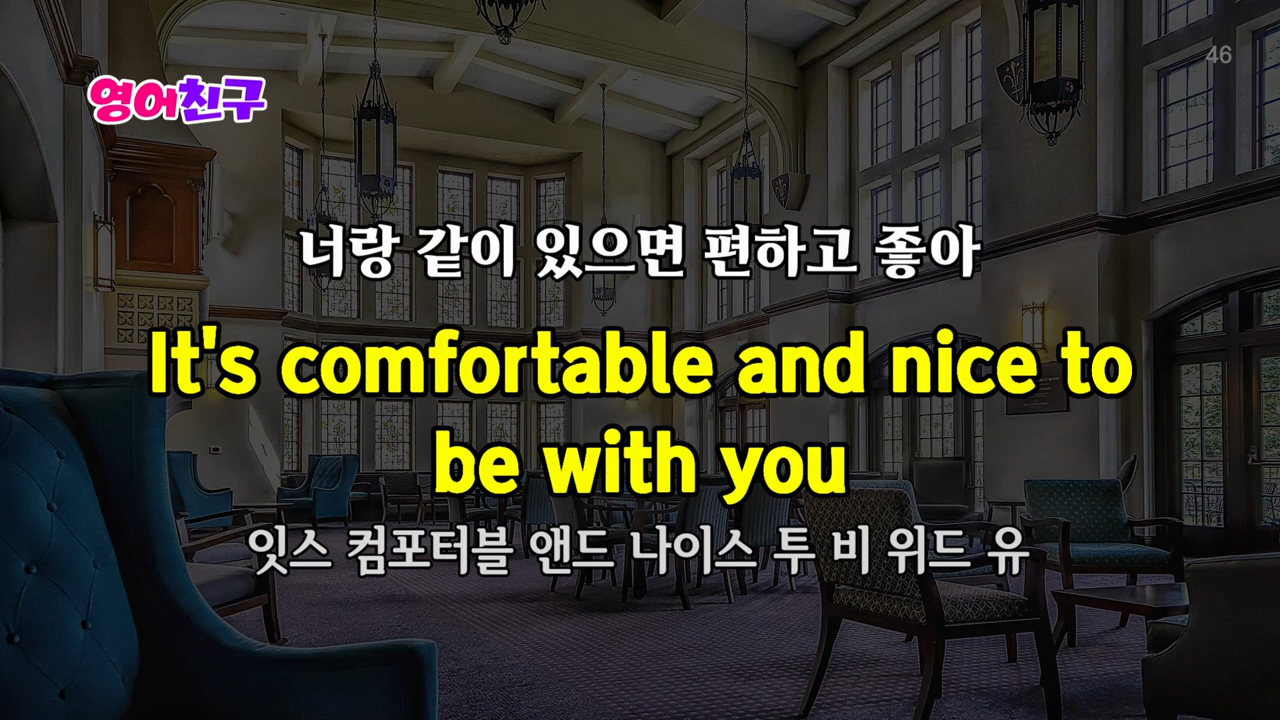 46
영어친구
너랑 같이 있으면 편하고 좋아
It's comfortable and nice to
be with you
잇스 컴포터블 앤드 나이스 투 비 위드 유